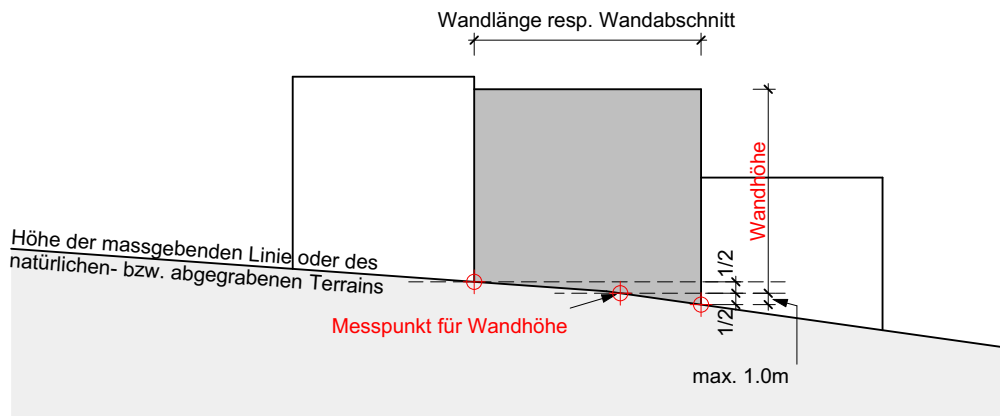 Wandlänge resp. Wandabschnitt
Wandhöhe
Höhe der massgebenden Linie oder des
natürlichen- bzw. abgegrabenen Terrains
1/2
1/2
Messpunkt für Wandhöhe
max. 1.0m